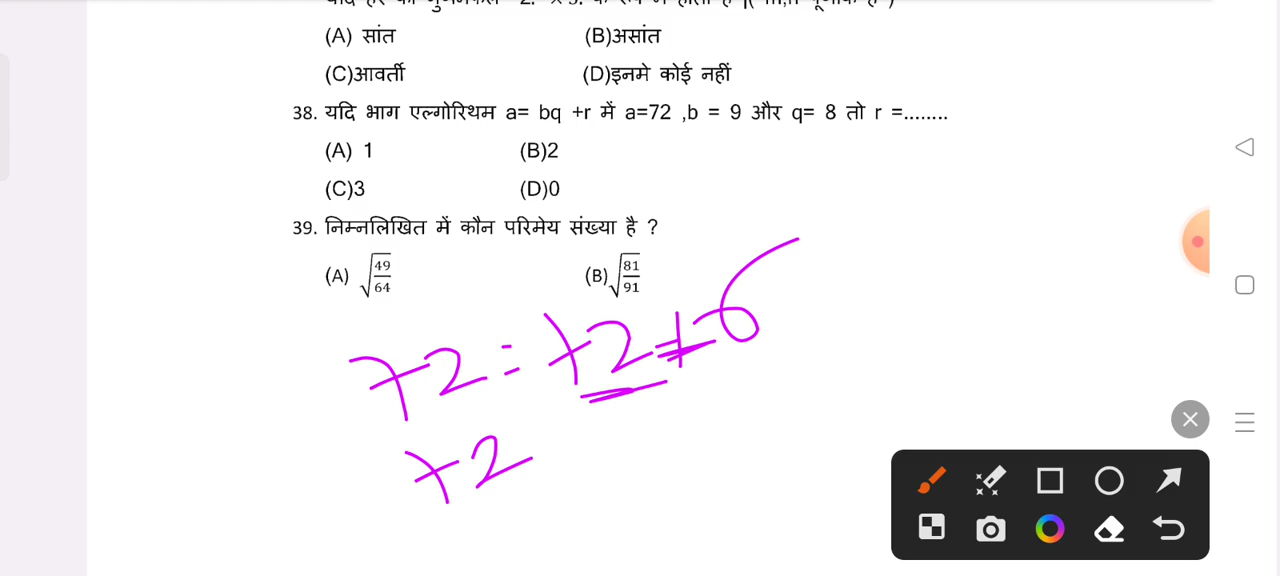 (A) सांत (B)असांत
(C)आवर्ती (D)इनमे कोई नहीं
38. यदि भाग एल्गोरिथम a= bq +r में a=72 ,b = 9 और q= 8 तो r =........
(A) 1 (B)2
(C)3 (D)0
39. निम्नलिखित में कौन परिमेय संख्या है ?
(A) √49/64 (B)√81/91
72 = 72 +
72